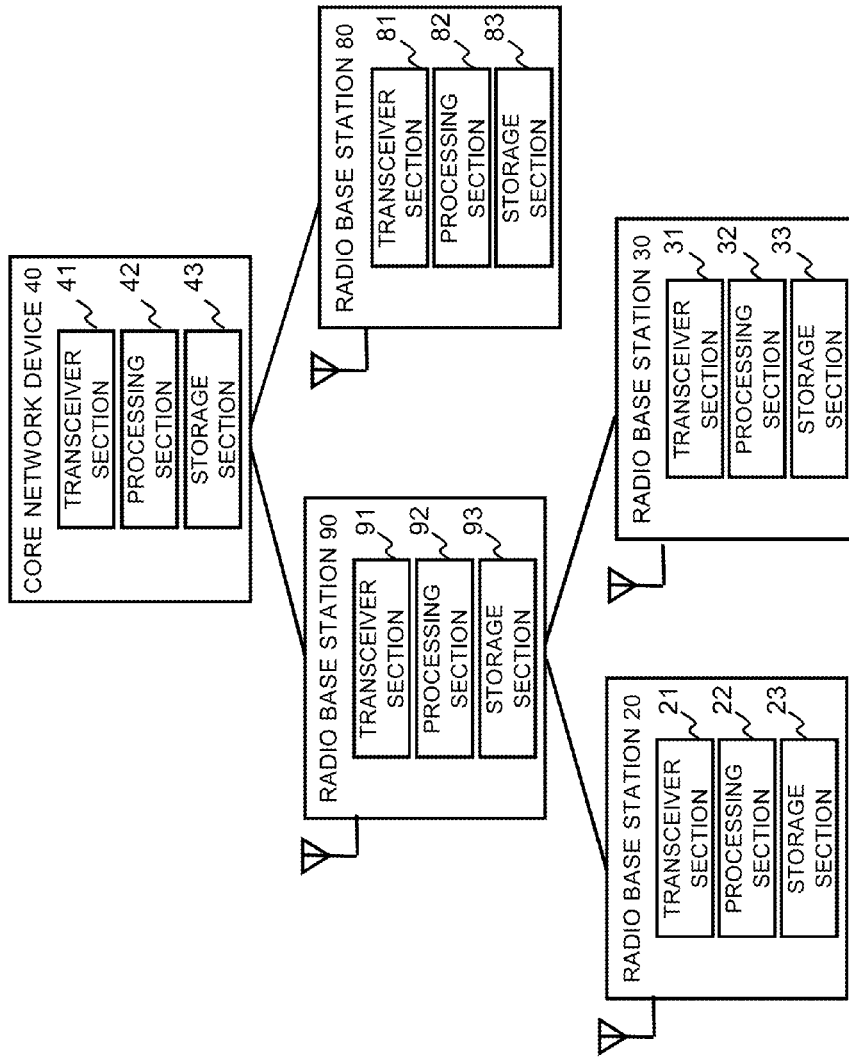 CORE NETWORK DEVICE 40
TRANSCEIVER
SECTION
41
PROCESSING
SECTION
42
STORAGE
SECTION
43
RADIO BASE STATION 90
TRANSCEIVER
SECTION
91
PROCESSING
SECTION
92
STORAGE
SECTION
93
RADIO BASE STATION 80
TRANSCEIVER
SECTION
81
PROCESSING
SECTION
82
STORAGE
SECTION
83
RADIO BASE STATION 20
TRANSCEIVER
SECTION
21
PROCESSING
SECTION
22
STORAGE
SECTION
23
RADIO BASE STATION 30
TRANSCEIVER
SECTION
31
PROCESSING
SECTION
32
STORAGE
SECTION
33